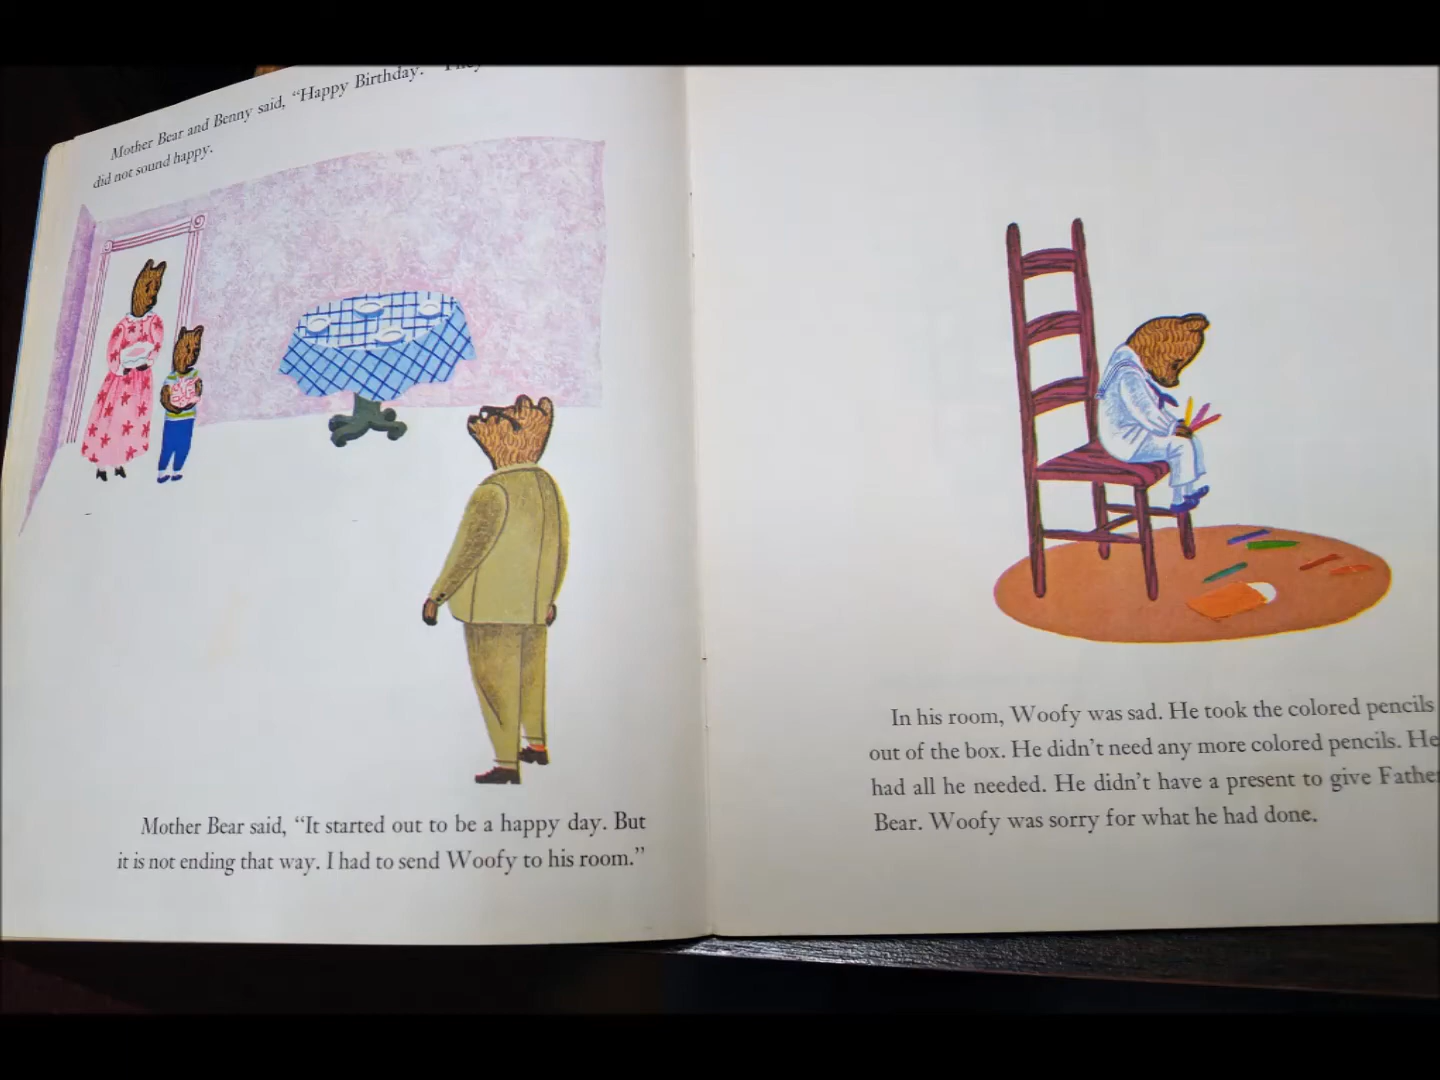 Mother Bear and Benny said, “Happy Birthday.” They
did not sound happy.
Mother Bear said, “It started out to be a happy day. But
it is not ending that way. I had to send Woofy to his room.”
In his room, Woofy was sad. He took the colored pencils
out of the box. He didn’t need any more colored pencils. He
had all he needed. He didn’t have a present to give Father
Bear. Woofy was sorry for what he had done.